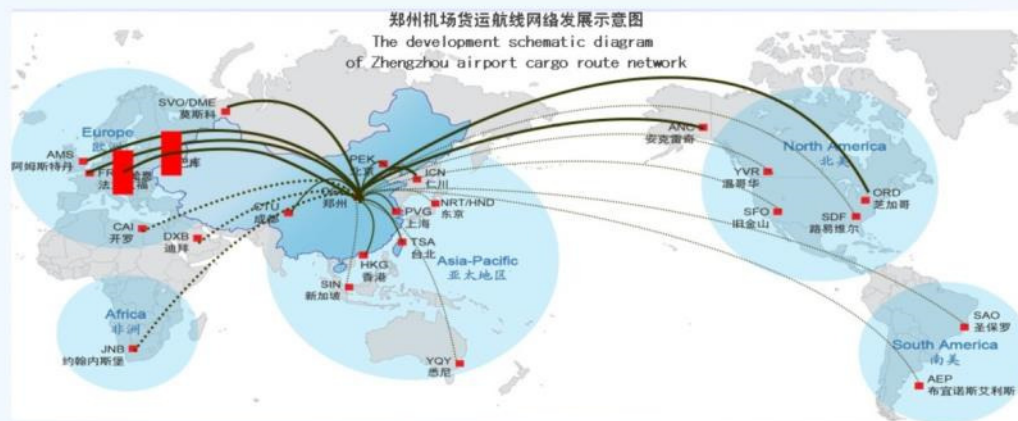 郑州机场货运航线网络发展示意图
The development schematic diagram
of Zhengzhou airport cargo route network
SVO/DME
莫斯科
Europe
AMS
阿姆斯特丹
巴库
PEK
北京
ICN
仁川
ANC
安克雷奇
North America
北美
YVR
温哥华
ORD
芝加哥
CTU
成都
郑州
PVG
上海
NRT/HND
东京
SFO
旧金山
SDF
路易维尔
CAI
开罗
DXB
迪拜
TSA
台北
HKG
香港
Asia-Pacific
亚太地区
SIN
新加坡
Africa
非洲
JNB
约翰内斯堡
YQY
悉尼
SAO
圣保罗
South America
南美
AEP
布宜诺斯艾利斯